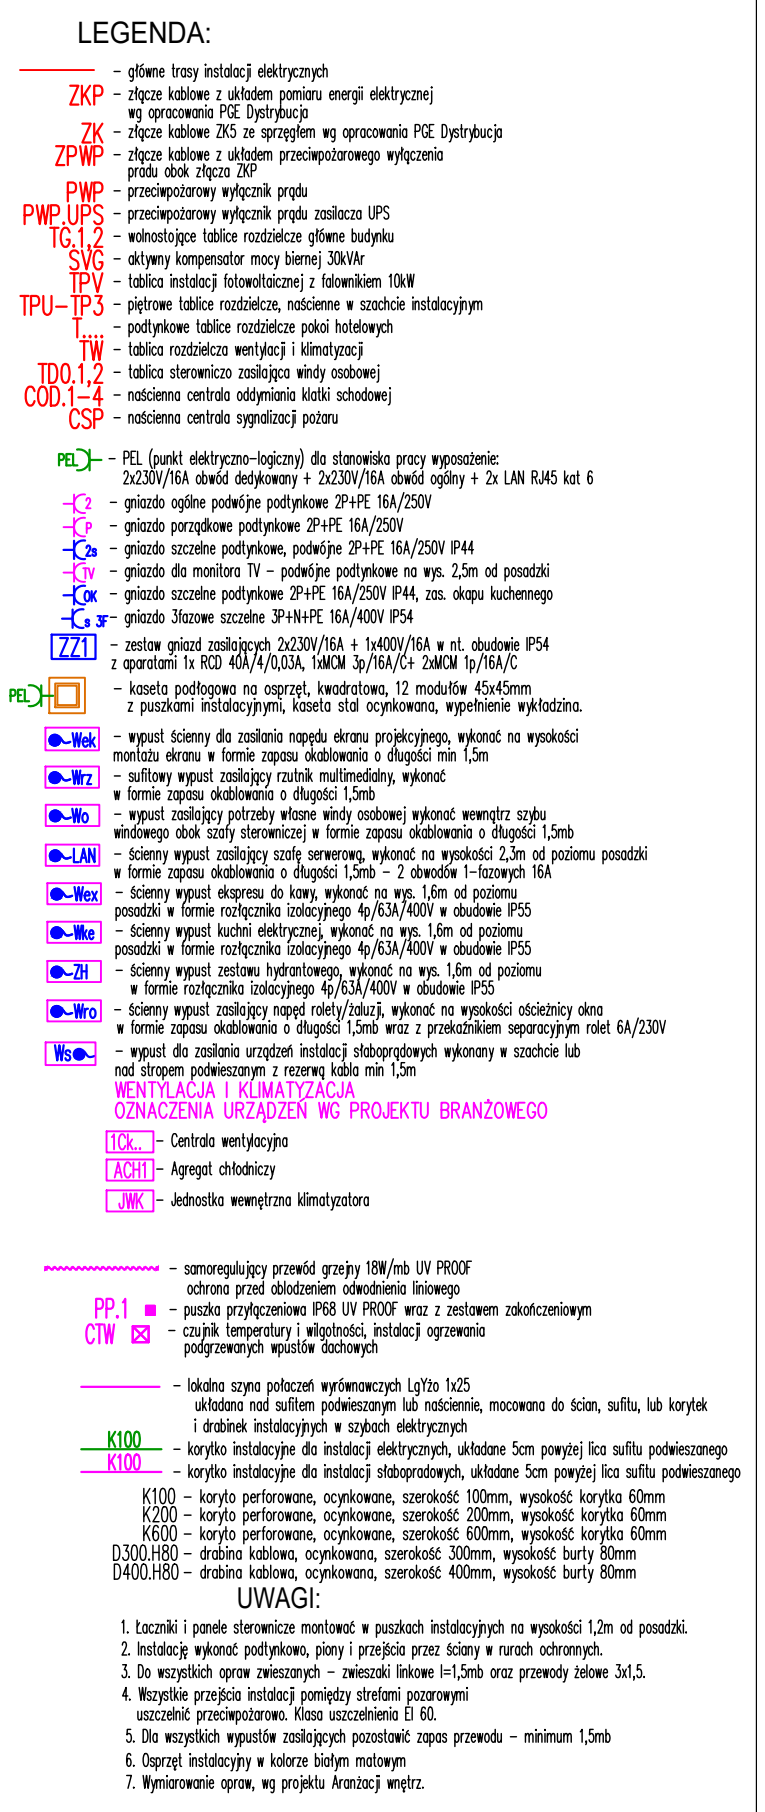 LEGENDA:
– główne trasy instalacji elektrycznych
ZKP – złącze kablowe z układem pomiaru energii elektrycznej
wg opracowania PGE Dystrybucja
ZK – złącze kablowe ZK5 ze sprzęgłem wg opracowania PGE Dystrybucja
ZPWP – złącze kablowe z układem przeciwpożarowego wyłączenia
prądu obok złącza ZKP
PWP – przeciwpożarowy wyłącznik prądu
PWP.UPS – przeciwpożarowy wyłącznik prądu zasilacza UPS
TG.1,2 – wolnostojące tablice rozdzielcze główne budynku
SVG – aktywny kompensator mocy biernej 30kVAr
TPV – tablica instalacji fotowoltaicznej z falownikiem 10kW
TPU–TP3 – piętrowe tablice rozdzielcze, naścienne w szachcie instalacyjnym
T.... – podtynkowe tablice rozdzielcze pokoi hotelowych
TW – tablica rozdzielcza wentylacji i klimatyzacji
TD0.1,2 – tablica sterowniczo zasilająca windy osobowej
COD.1–4 – naścienna centrala oddymiania klatki schodowej
CSP – naścienna centrala sygnalizacji pożaru
PEL – PEL (punkt elektryczno–logiczny) dla stanowiska pracy wyposażenie:
2x230V/16A obwód dedykowany + 2x230V/16A obwód ogólny + 2x LAN RJ45 kat 6
2 – gniazdo ogólne podwójne podtynkowe 2P+PE 16A/250V
P – gniazdo porządkowe podtynkowe 2P+PE 16A/250V
2s – gniazdo szczelne podtynkowe, podwójne 2P+PE 16A/250V IP44
TV – gniazdo dla monitora TV – podwójne podtynkowe na wys. 2,5m od posadzki
OK – gniazdo szczelne podtynkowe 2P+PE 16A/250V IP44, zas. okapu kuchennego
s 3F – gniazdo 3fazowe szczelne 3P+N+PE 16A/400V IP54
ZZ1 – zestaw gniazd zasilających 2x230V/16A + 1x400V/16A w nt. obudowie IP54
z aparatami 1x RCD 40A/4/0,03A, 1xMCM 3p/16A/C+ 2xMCM 1p/16A/C
PEL – kaseta podłogowa na osprzęt, kwadratowa, 12 modułów 45x45mm
z puszkami instalacyjnymi, kaseta stal ocynkowana, wypełnienie wykładzina.
Wek – wypust ścienny dla zasilania napędu ekranu projekcyjnego, wykonać na wysokości
montażu ekranu w formie zapasu okablowania o długości min 1,5m
Wrz – sufitowy wypust zasilający rzutnik multimedialny, wykonać
w formie zapasu okablowania o długości 1,5mb
Wo – wypust zasilający potrzeby własne windy osobowej wykonać wewnątrz szybu
windowego obok szafy sterowniczej w formie zapasu okablowania o długości 1,5mb
LAN – ścienny wypust zasilający szafę serwerową, wykonać na wysokości 2,3m od poziomu posadzki
w formie zapasu okablowania o długości 1,5mb – 2 obwodów 1–fazowych 16A
Wex – ścienny wypust ekspresu do kawy, wykonać na wys. 1,6m od poziomu
posadzki w formie rozłącznika izolacyjnego 4p/63A/400V w obudowie IP55
Wke – ścienny wypust kuchni elektrycznej, wykonać na wys. 1,6m od poziomu
posadzki w formie rozłącznika izolacyjnego 4p/63A/400V w obudowie IP55
ZH – ścienny wypust zestawu hydrantowego, wykonać na wys. 1,6m od poziomu
w formie rozłącznika izolacyjnego 4p/63A/400V w obudowie IP55
Wro – ścienny wypust zasilający napęd rolety/żaluzji, wykonać na wysokości ościeżnicy okna
w formie zapasu okablowania o długości 1,5mb wraz z przekaźnikiem separacyjnym rolet 6A/230V
Ws – wypust dla zasilania urządzeń instalacji słaboprądowych wykonany w szachcie lub
nad stropem podwieszanym z rezerwą kabla min 1,5m
WENTYLACJA I KLIMATYZACJA
OZNACZENIA URZĄDZEŃ WG PROJEKTU BRANŻOWEGO
1Ck.. – Centrala wentylacyjna
ACH1 – Agregat chłodniczy
JWK – Jednostka wewnętrzna klimatyzatora
– samoregulujący przewód grzejny 18W/mb UV PROOF
ochrona przed oblodzeniem odwodnienia liniowego
PP.1 – puszka przyłączeniowa IP68 UV PROOF wraz z zestawem zakończeniowym
CTW – czujnik temperatury i wilgotności, instalacji ogrzewania
podgrzewanych wpustów dachowych
– lokalna szyna połaczeń wyrównawczych LgYżo 1x25
układana nad sufitem podwieszanym lub naściennie, mocowana do ścian, sufitu, lub korytek
i drabinek instalacyjnych w szybach elektrycznych
K100 – korytko instalacyjne dla instalacji elektrycznych, układane 5cm powyżej lica sufitu podwieszanego
K100 – korytko instalacyjne dla instalacji słabopradowych, układane 5cm powyżej lica sufitu podwieszanego
K100 – koryto perforowane, ocynkowane, szerokość 100mm, wysokość korytka 60mm
K200 – koryto perforowane, ocynkowane, szerokość 200mm, wysokość korytka 60mm
K600 – koryto perforowane, ocynkowane, szerokość 600mm, wysokość korytka 60mm
D300.H80 – drabina kablowa, ocynkowana, szerokość 300mm, wysokość burty 80mm
D400.H80 – drabina kablowa, ocynkowana, szerokość 400mm, wysokość burty 80mm
UWAGI:
1. Łaczniki i panele sterownicze montować w puszkach instalacyjnych na wysokości 1,2m od posadzki.
2. Instalację wykonać podtynkowo, piony i przejścia przez ściany w rurach ochronnych.
3. Do wszystkich opraw zwieszanych – zwieszaki linkowe l=1,5mb oraz przewody żelowe 3x1,5.
4. Wszystkie przejścia instalacji pomiędzy strefami pozarowymi
uszczelnić przeciwpożarowo. Klasa uszczelnienia EI 60.
5. Dla wszystkich wypustów zasilających pozostawić zapas przewodu – minimum 1,5mb
6. Osprzęt instalacyjny w kolorze białym matowym
7. Wymiarowanie opraw, wg projektu Aranżacji wnętrz.